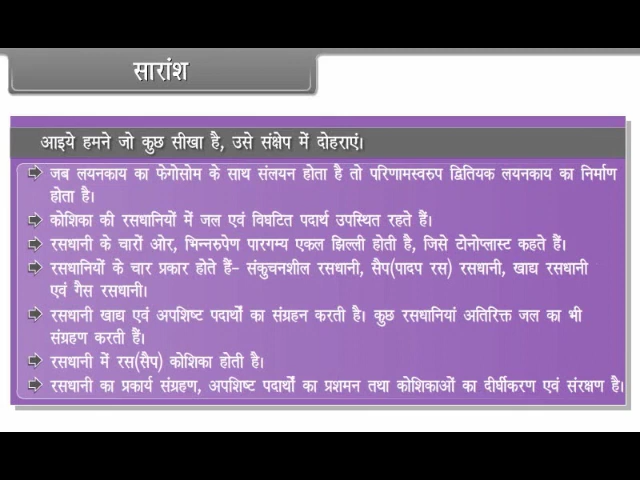 सारांश
आइये हमने जो कुछ सीखा है, उसे संक्षेप में दोहराएं।
जब लयनकाय का फेगोसोम के साथ संलयन होता है तो परिणामस्वरुप द्वितियक लयनकाय का निर्माण
होता है।
कोशिका की रसधानियों में जल एवं विघटित पदार्थ उपस्थित रहते हैं।
रसधानी के चारों ओर, भिन्नरुपेण पारगम्य एकल झिल्ली होती है, जिसे टोनोप्लास्ट कहते हैं।
रसधानियों के चार प्रकार होते हैं– संकुचनशील रसधानी, सैप(पादप रस) रसधानी, खाद्य रसधानी
एवं गैस रसधानी।
रसधानी खाद्य एवं अपशिष्ट पदार्थों का संग्रहन करती है। कुछ रसधानियां अतिरिक्त जल का भी
संग्रहण करती हैं।
रसधानी में रस(सैप) कोशिका होती है।
रसधानी का प्रकार्य संग्रहण, अपशिष्ट पदार्थों का प्रशमन तथा कोशिकाओं का दीर्घीकरण एवं संरक्षण है।